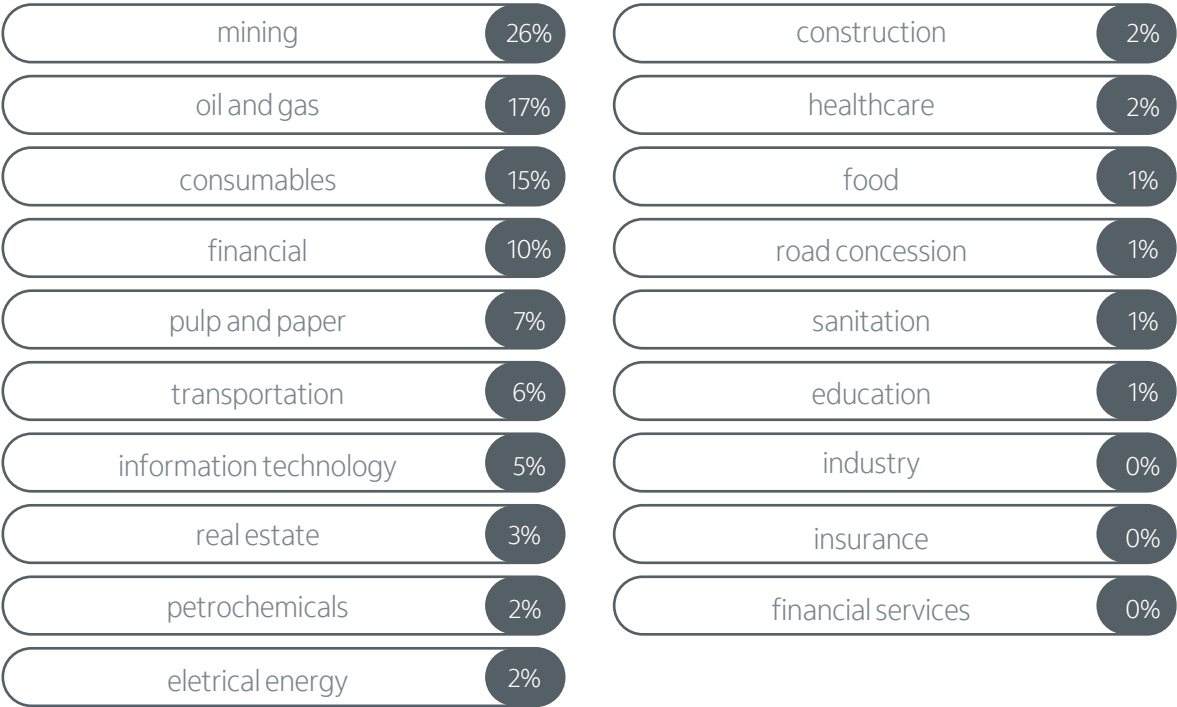 mining 26%
oil and gas 17%
consumables 15%
financial 10%
pulp and paper 7%
transportation 6%
information technology 5%
real estate 3%
petrochemicals 2%
eletrical energy 2%
construction 2%
healthcare 2%
food 1%
road concession 1%
sanitation 1%
education 1%
industry 0%
insurance 0%
financial services 0%